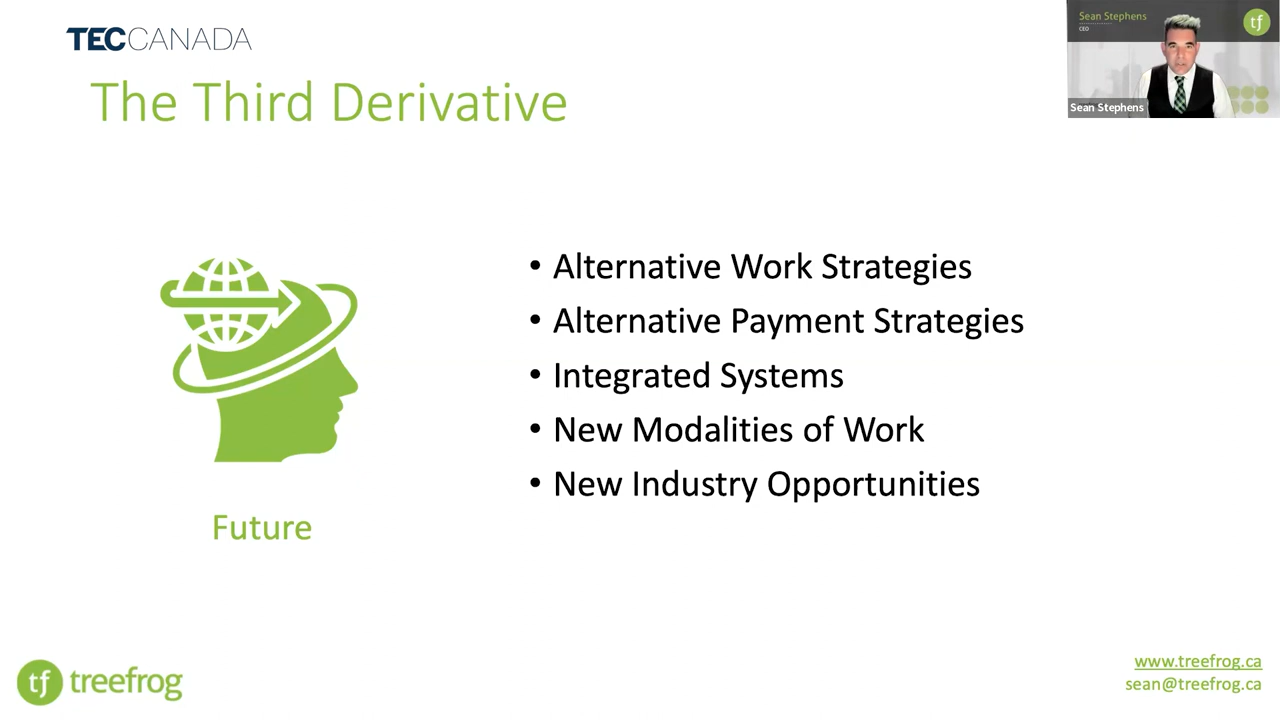 TECCANADA
The Third Derivative
Sean Stephens
CEO
tf
Sean Stephens
• Alternative Work Strategies
• Alternative Payment Strategies
• Integrated Systems
• New Modalities of Work
• New Industry Opportunities
Future
tf treefrog
www.treefrog.ca
sean@treefrog.ca